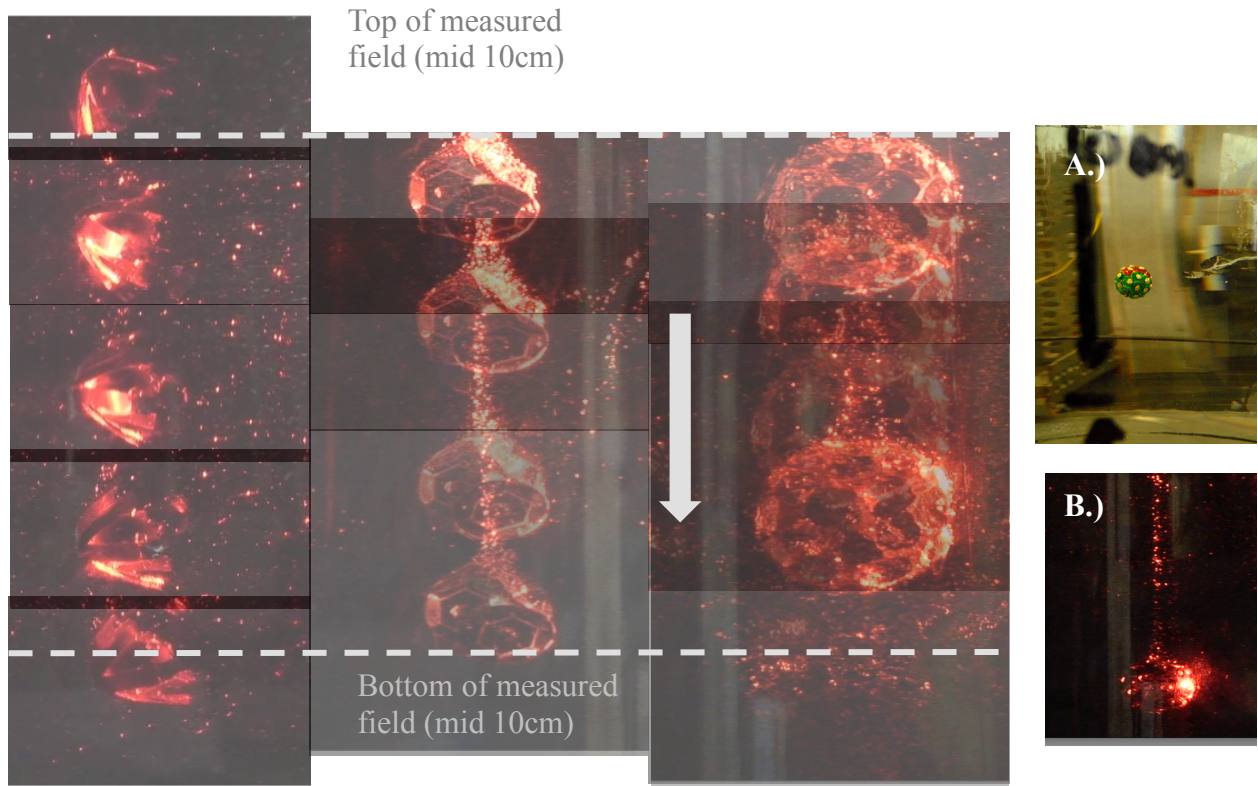 Top of measured
field (mid 10cm)
A.)
Bottom of measured
field (mid 10cm)
B.)